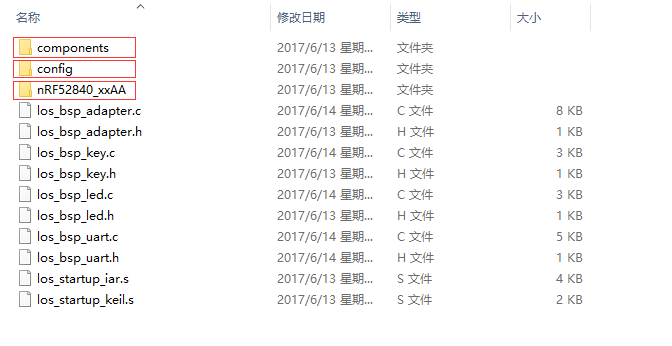 名称 修改日期 类型 大小
components 2017/6/13 星期... 文件夹
config 2017/6/13 星期... 文件夹
nRF52840_xxAA 2017/6/13 星期... 文件夹
los_bsp_adapter.c 2017/6/14 星期... C 文件 8 KB
los_bsp_adapter.h 2017/6/13 星期... H 文件 1 KB
los_bsp_key.c 2017/6/14 星期... C 文件 3 KB
los_bsp_key.h 2017/6/13 星期... H 文件 1 KB
los_bsp_led.c 2017/6/14 星期... C 文件 3 KB
los_bsp_led.h 2017/6/13 星期... H 文件 1 KB
los_bsp_uart.c 2017/6/14 星期... C 文件 5 KB
los_bsp_uart.h 2017/6/14 星期... H 文件 1 KB
los_startup_iar.s 2017/6/13 星期... S 文件 4 KB
los_startup_keil.s 2017/6/13 星期... S 文件 2 KB